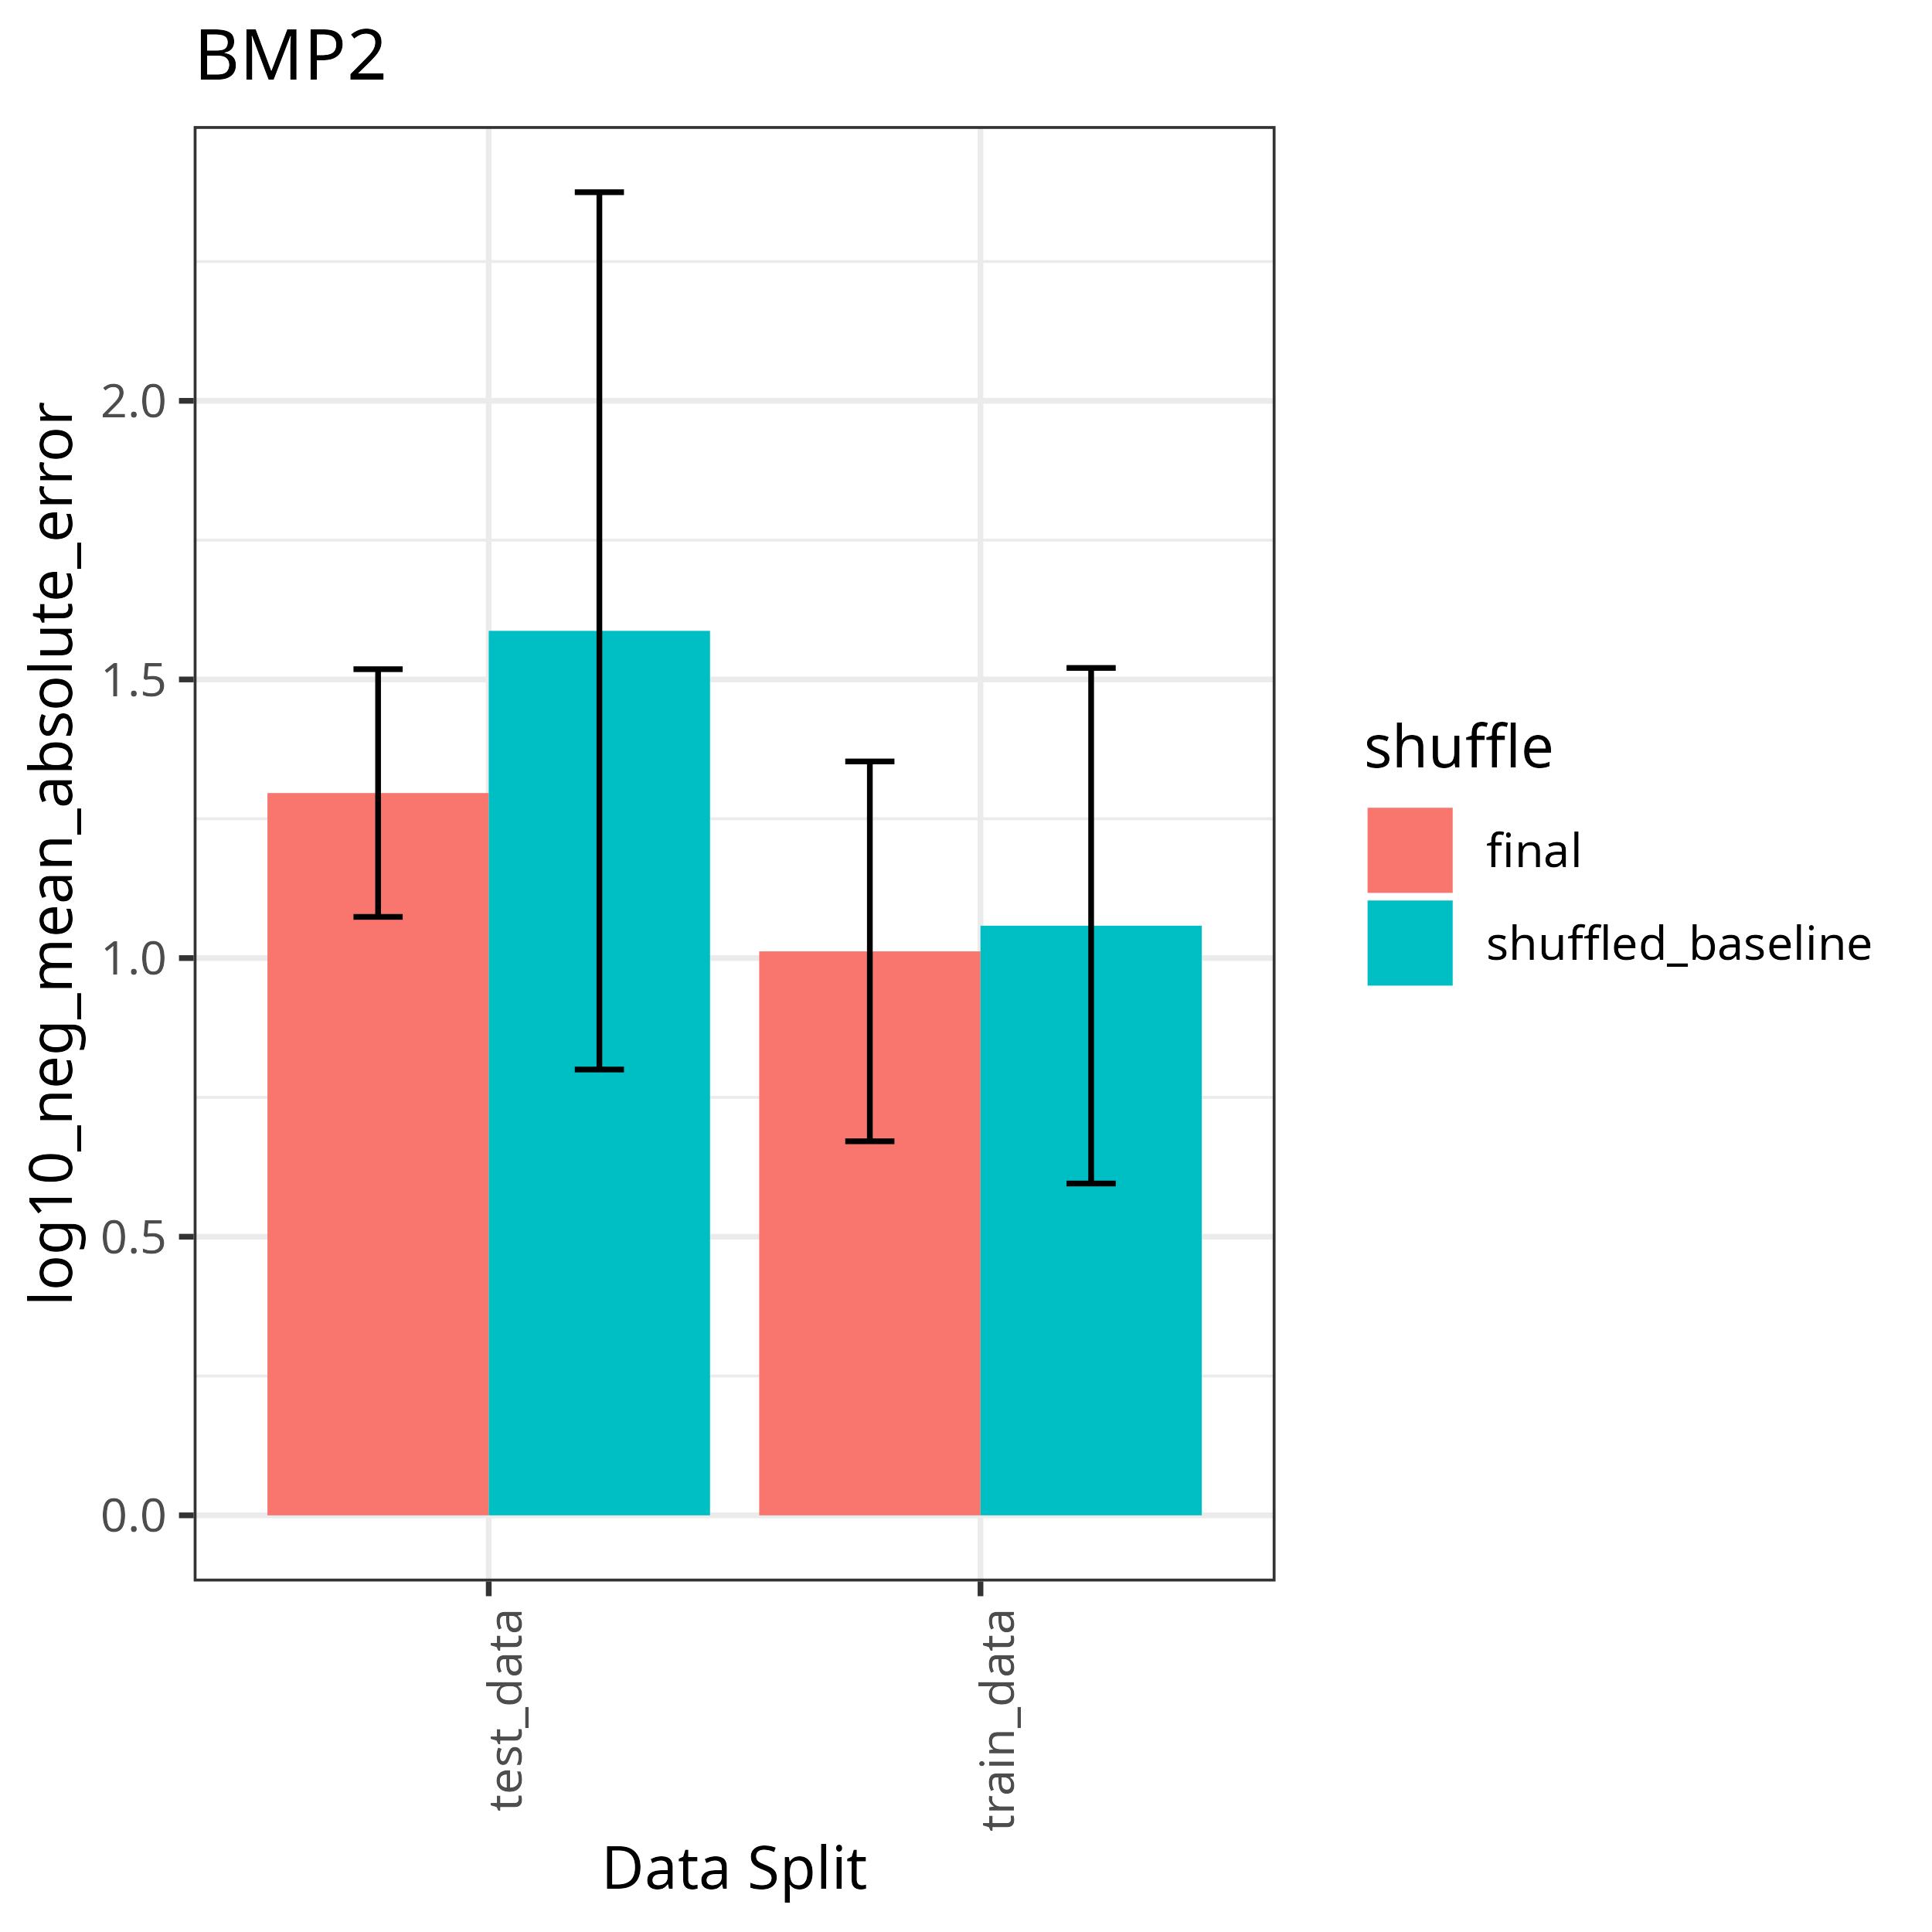 BMP2
log10_neg_mean_absolute_error
2.0
1.5
1.0
0.5
0.0
test_data
train_data
Data Split
shuffle
final
shuffled_baseline